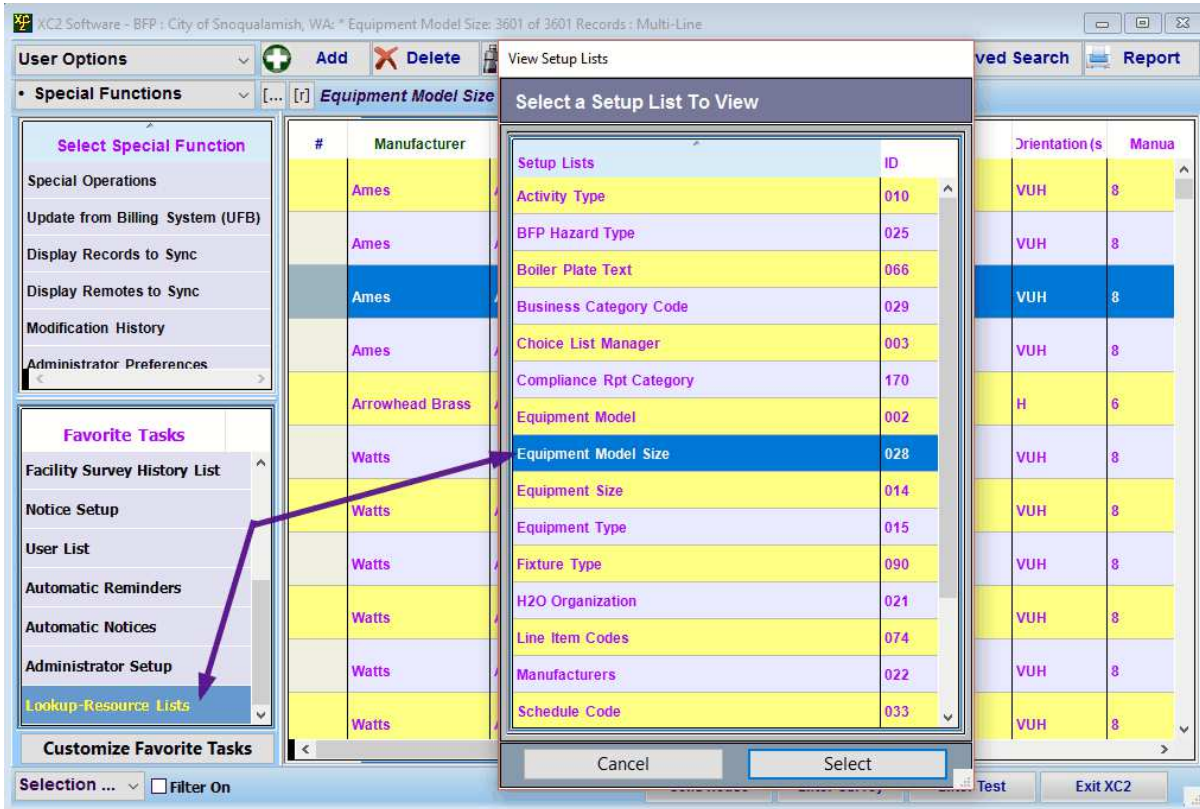 XC2 Software - BFP : City of Snoqualamish, WA: * Equipment Model Size: 3601 of 3601 Records : Multi-Line
User Options
Add
Delete
ved Search
Report
• Special Functions
[...
[r]
Equipment Model Size
Select Special Function
Special Operations
Update from Billing System (UFB)
Display Records to Sync
Display Remotes to Sync
Modification History
Administrator Preferences
Favorite Tasks
Facility Survey History List
Notice Setup
User List
Automatic Reminders
Automatic Notices
Administrator Setup
Lookup-Resource Lists
Customize Favorite Tasks
Selection ...
Filter On
# Manufacturer
Ames
Ames
Ames
Ames
Arrowhead Brass
Watts
Watts
Watts
Watts
Watts
Watts
View Setup Lists
Select a Setup List To View
Setup Lists ID
Activity Type 010
BFP Hazard Type 025
Boiler Plate Text 066
Business Category Code 029
Choice List Manager 003
Compliance Rpt Category 170
Equipment Model 002
Equipment Model Size 028
Equipment Size 014
Equipment Type 015
Fixture Type 090
H2O Organization 021
Line Item Codes 074
Manufacturers 022
Schedule Code 033
Cancel
Select
Orientation (s Manua
VUH 8
VUH 8
VUH 8
VUH 8
H 6
VUH 8
VUH 8
VUH 8
VUH 8
VUH 8
VUH 8
Test
Exit XC2